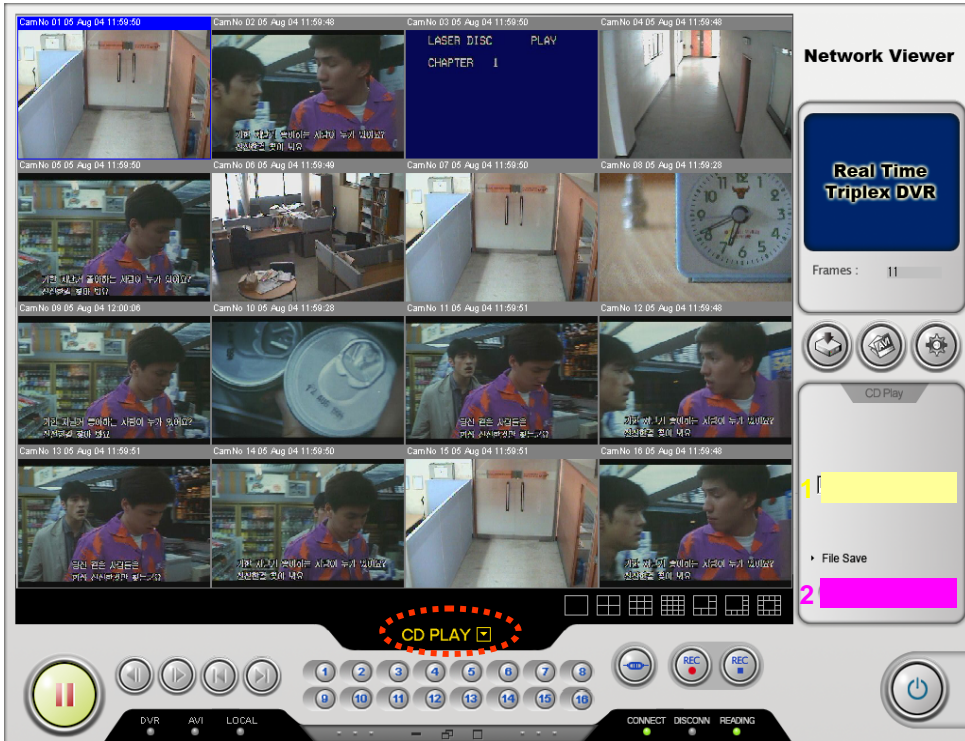 CamNo 01 05 Aug 04 11:59:50
CamNo 02 05 Aug 04 11:59:48
CamNo 03 05 Aug 04 11:59:50
CamNo 04 05 Aug 04 11:59:50
LASER DISC PLAY
CHAPTER 1
Network Viewer
CamNo 05 05 Aug 04 11:59:50
CamNo 06 05 Aug 04 11:59:49
CamNo 07 05 Aug 04 11:59:50
CamNo 08 05 Aug 04 11:59:28
Real Time
Triplex DVR
Frames : 11
CamNo 09 05 Aug 04 12:00:06
CamNo 10 05 Aug 04 11:59:28
CamNo 11 05 Aug 04 11:59:51
CamNo 12 05 Aug 04 11:59:48
AVI
CD Play
CamNo 13 05 Aug 04 11:59:51
CamNo 14 05 Aug 04 11:59:50
CamNo 15 05 Aug 04 11:59:51
CamNo 16 05 Aug 04 11:59:48
1
File Save
2
CD PLAY
1 2 3 4 5 6 7 8
REC REC
9 10 11 12 13 14 15 16
DVR AVI LOCAL
CONNECT DISCONN READING